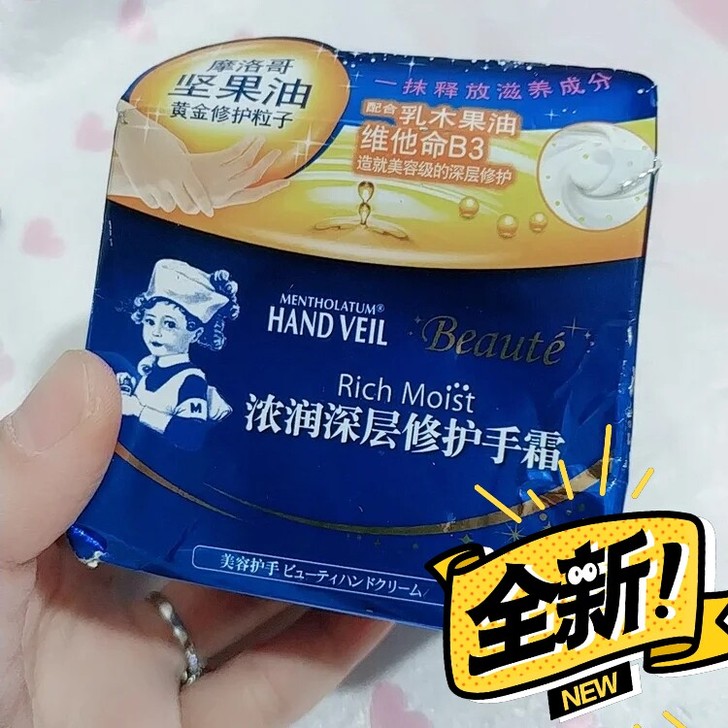 摩洛哥
坚果油
黄金修护粒子
一抹释放滋养成分
配合乳木果油
维他命B3
造就美容级的深层修护
MENTHOLATUM®
HAND VEIL
Beauté
Rich Moist
浓润深层修护手霜
M
美容护手 ビューティハンドクリーム
全新!
NEW